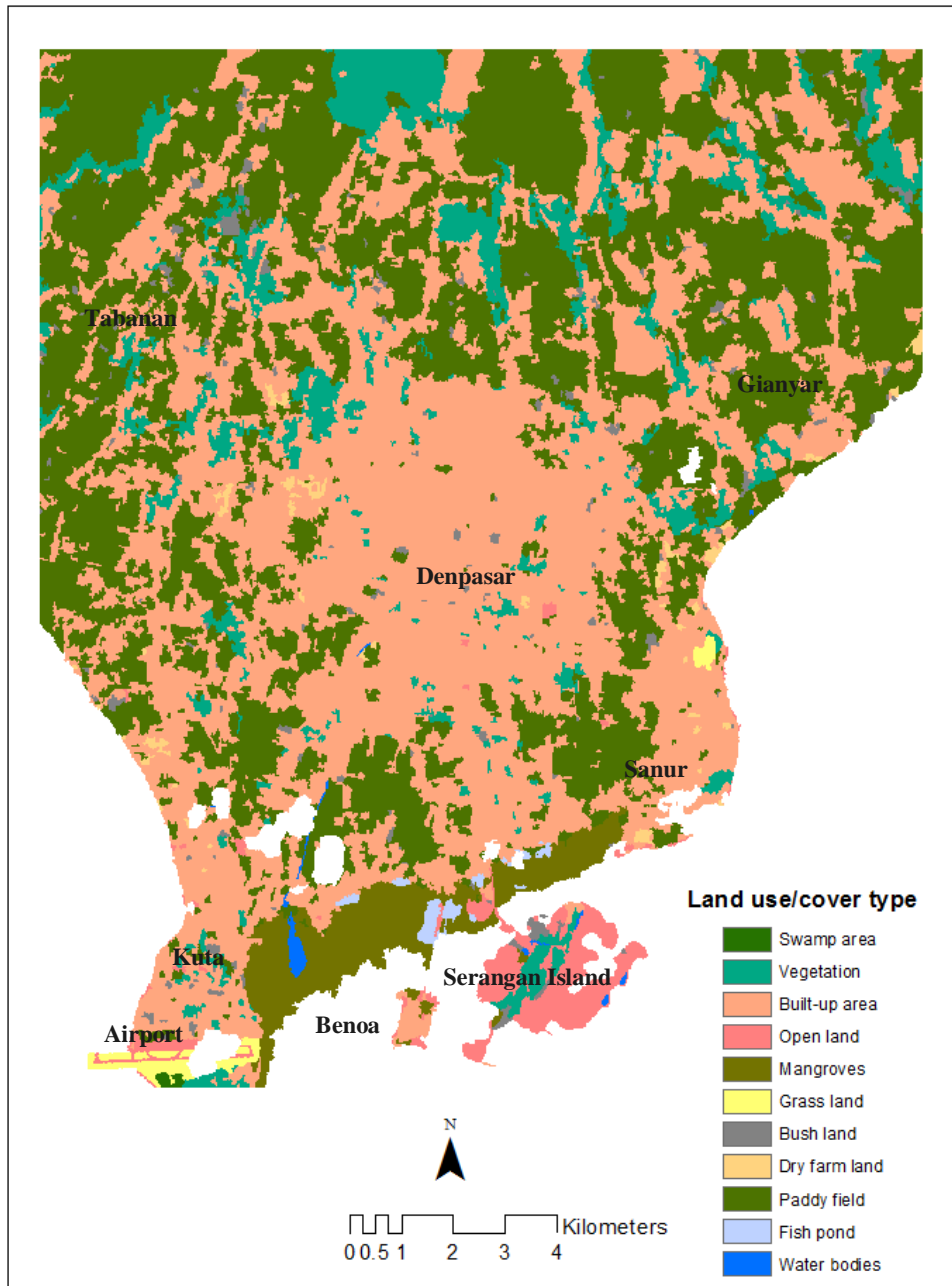 Tabanan
Gianyar
Denpasar
Sanur
Kuta
Serangan Island
Benoa
Airport
Land use/cover type
Swamp area
Vegetation
Built-up area
Open land
Mangroves
Grass land
Bush land
Dry farm land
Paddy field
Fish pond
Water bodies
N
Kilometers
0 0.5 1 2 3 4